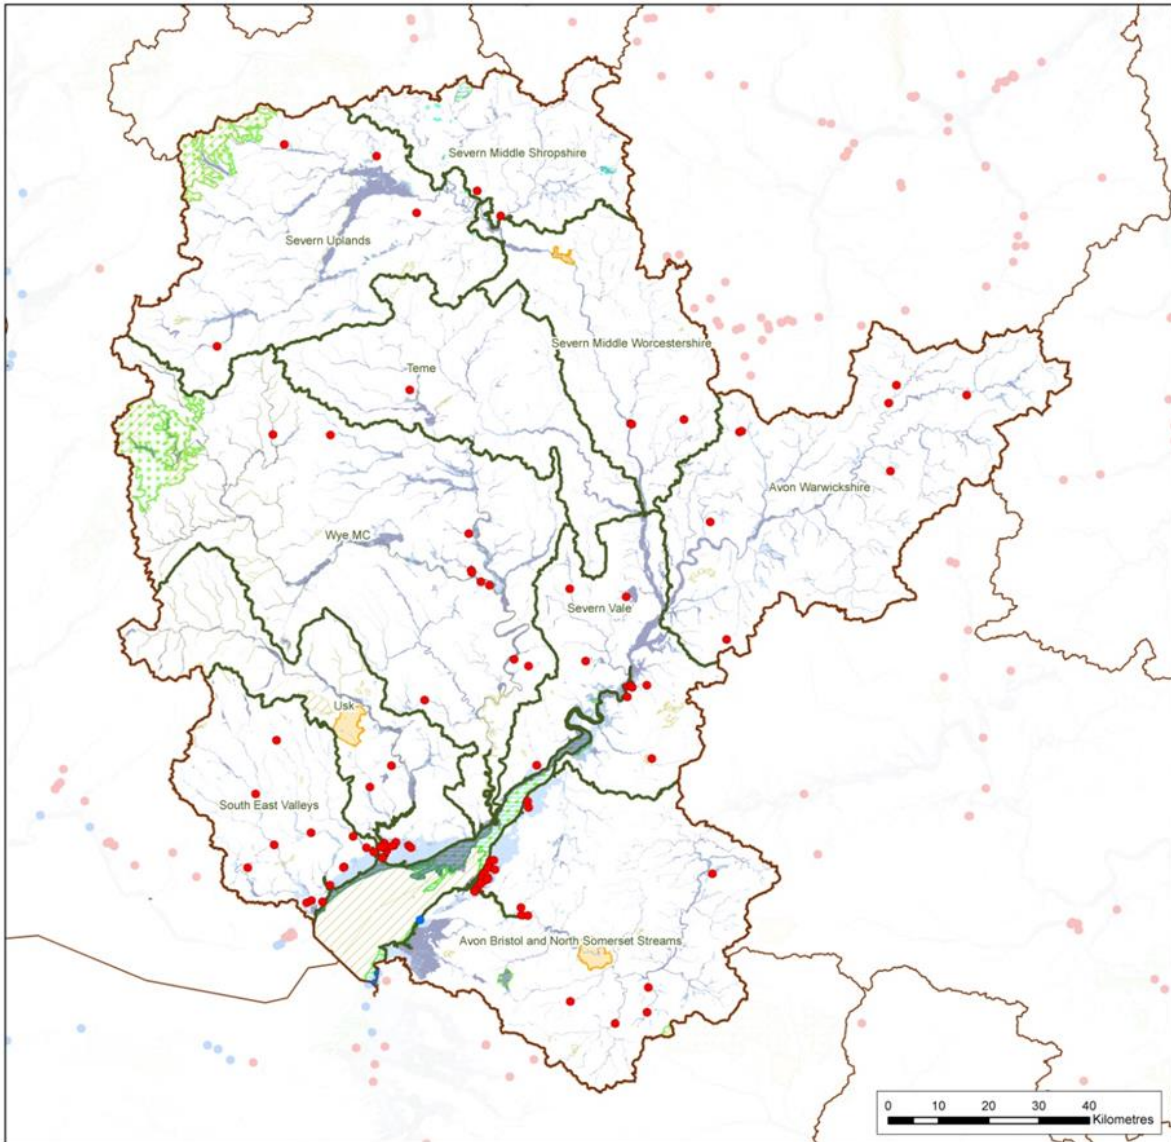 Severn Middle Shropshire
Severn Uplands
Severn Middle Worcestershire
Teme
Avon Warwickshire
Wye MC
Severn Vale
Usk
South East Valleys
Avon Bristol and North Somerset Streams
0 10 20 30 40
Kilometres